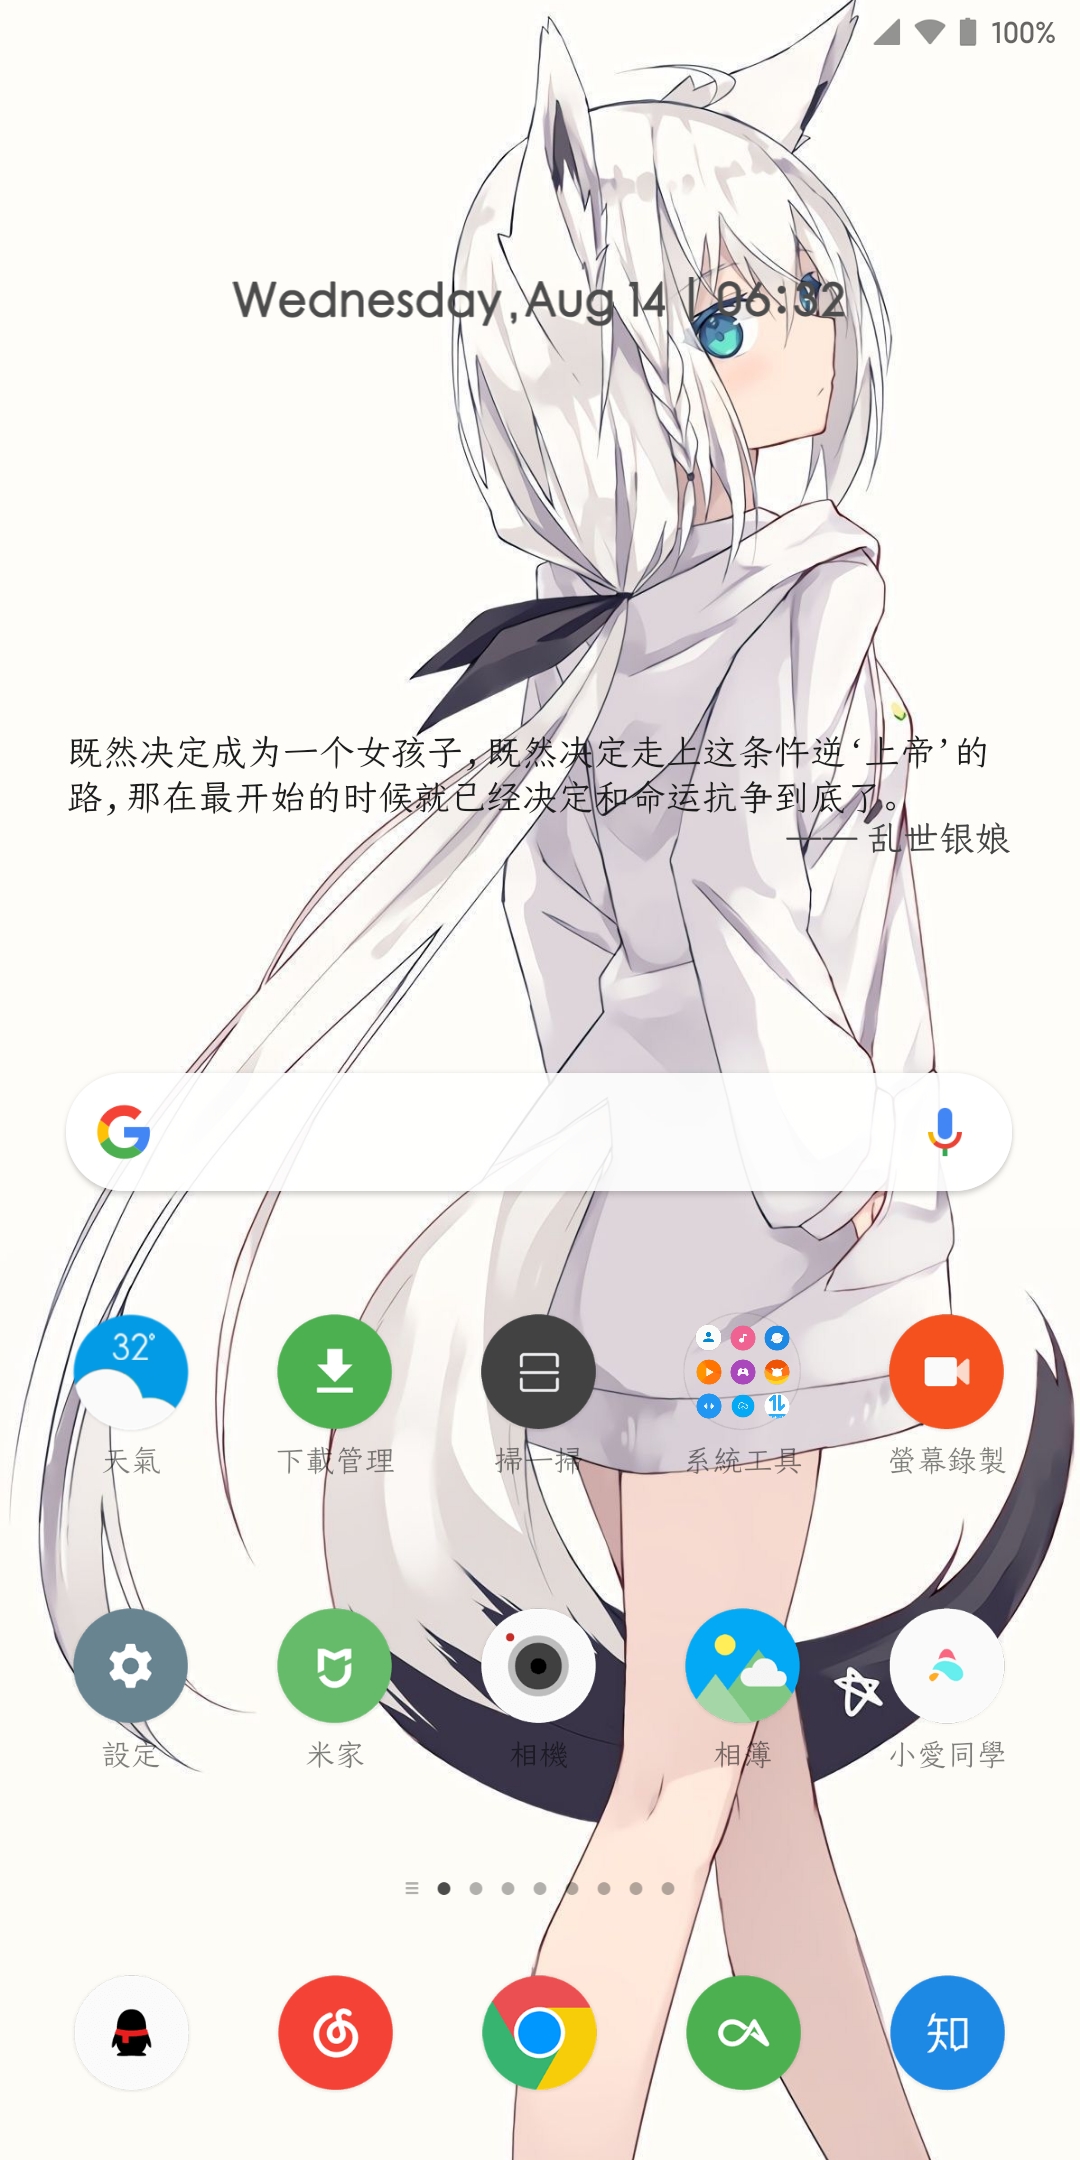 100%
Wednesday,Aug 14 | 06:32
既然决定成为一个女孩子,既然决定走上这条忤逆‘上帝’的
路,那在最开始的时候就已经决定和命运抗争到底了。
—— 乱世银娘
32°
天氣 下載管理 掃一掃 系統工具 螢幕錄製
設定 米家 相機 相簿 小愛同學
知